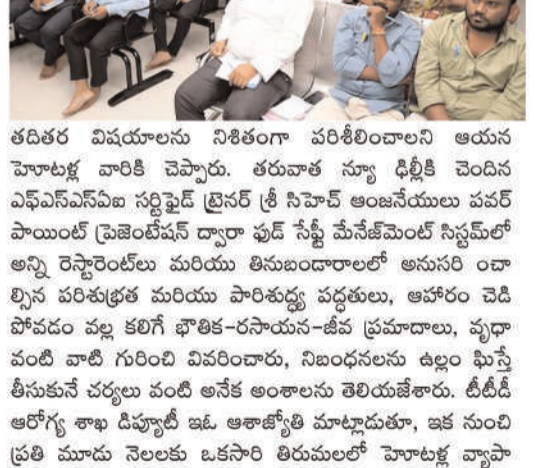 తదితర విషయాలను నిశితంగా పరిశీలించాలని ఆయన
హెూటళ్ల వారికి చెప్పారు. తరువాత న్యూ ఢిల్లీకి చెందిన
ఎఫ్ఎస్ఎస్ఏఐ సర్టిఫైడ్ ట్రైనర్ శ్రీ సిహెచ్ ఆంజనేయులు పవర్
పాయింట్ ప్రెజెంటేషన్ ద్వారా ఫుడ్ సేఫ్టీ మేనేజ్‌మెంట్ సిస్టమ్‌లో
అన్ని రెస్టారెంట్‌లు మరియు తినుబండారాలలో అనుసరించా
ల్సిన పరిశుభ్రత మరియు పారిశుద్ధ్య పద్ధతులు, ఆహారం చెడి
పోవడం వల్ల కలిగే భౌతిక-రసాయన-జీవ ప్రమాదాలు, వృధా
వంటి వాటి గురించి వివరించారు, నిబంధనలను ఉల్లం ఘిస్తే
తీసుకునే చర్యలు వంటి అనేక అంశాలను తెలియజేశారు. టీటీడీ
ఆరోగ్య శాఖ డిప్యూటీ ఇఓ ఆశాజ్యోతి మాట్లాడుతూ, ఇక నుంచి
ప్రతి మూడు నెలలకు ఒకసారి తిరుమలలో హెూటళ్ల వ్యాపా